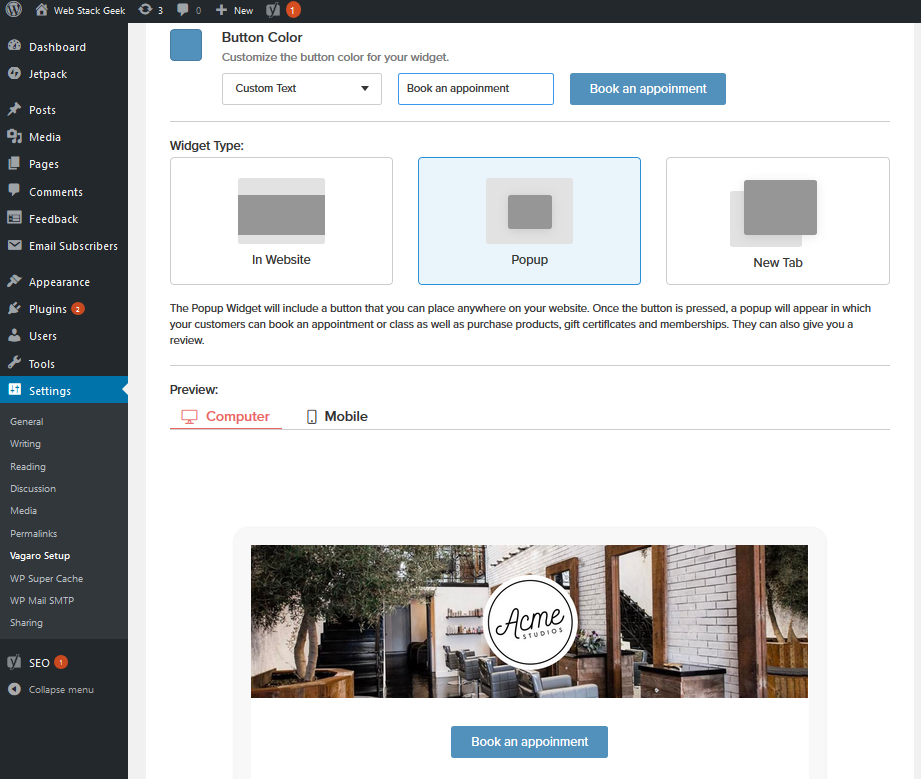 Web Stack Geek 3 0 New 1
Dashboard
Jetpack
Posts
Media
Pages
Comments
Feedback
Email Subscribers
Appearance
Plugins 2
Users
Tools
Settings
General
Writing
Reading
Discussion
Media
Permalinks
Vagaro Setup
WP Super Cache
WP Mail SMTP
Sharing
SEO 1
Collapse menu
Button Color
Customize the button color for your widget.
Custom Text Book an appoinment Book an appoinment
Widget Type:
In Website Popup New Tab
The Popup Widget will include a button that you can place anywhere on your website. Once the button is pressed, a popup will appear in which
your customers can book an appointment or class as well as purchase products, gift certificates and memberships. They can also give you a
review.
Preview:
Computer Mobile
Acme
STUDIOS
Book an appoinment